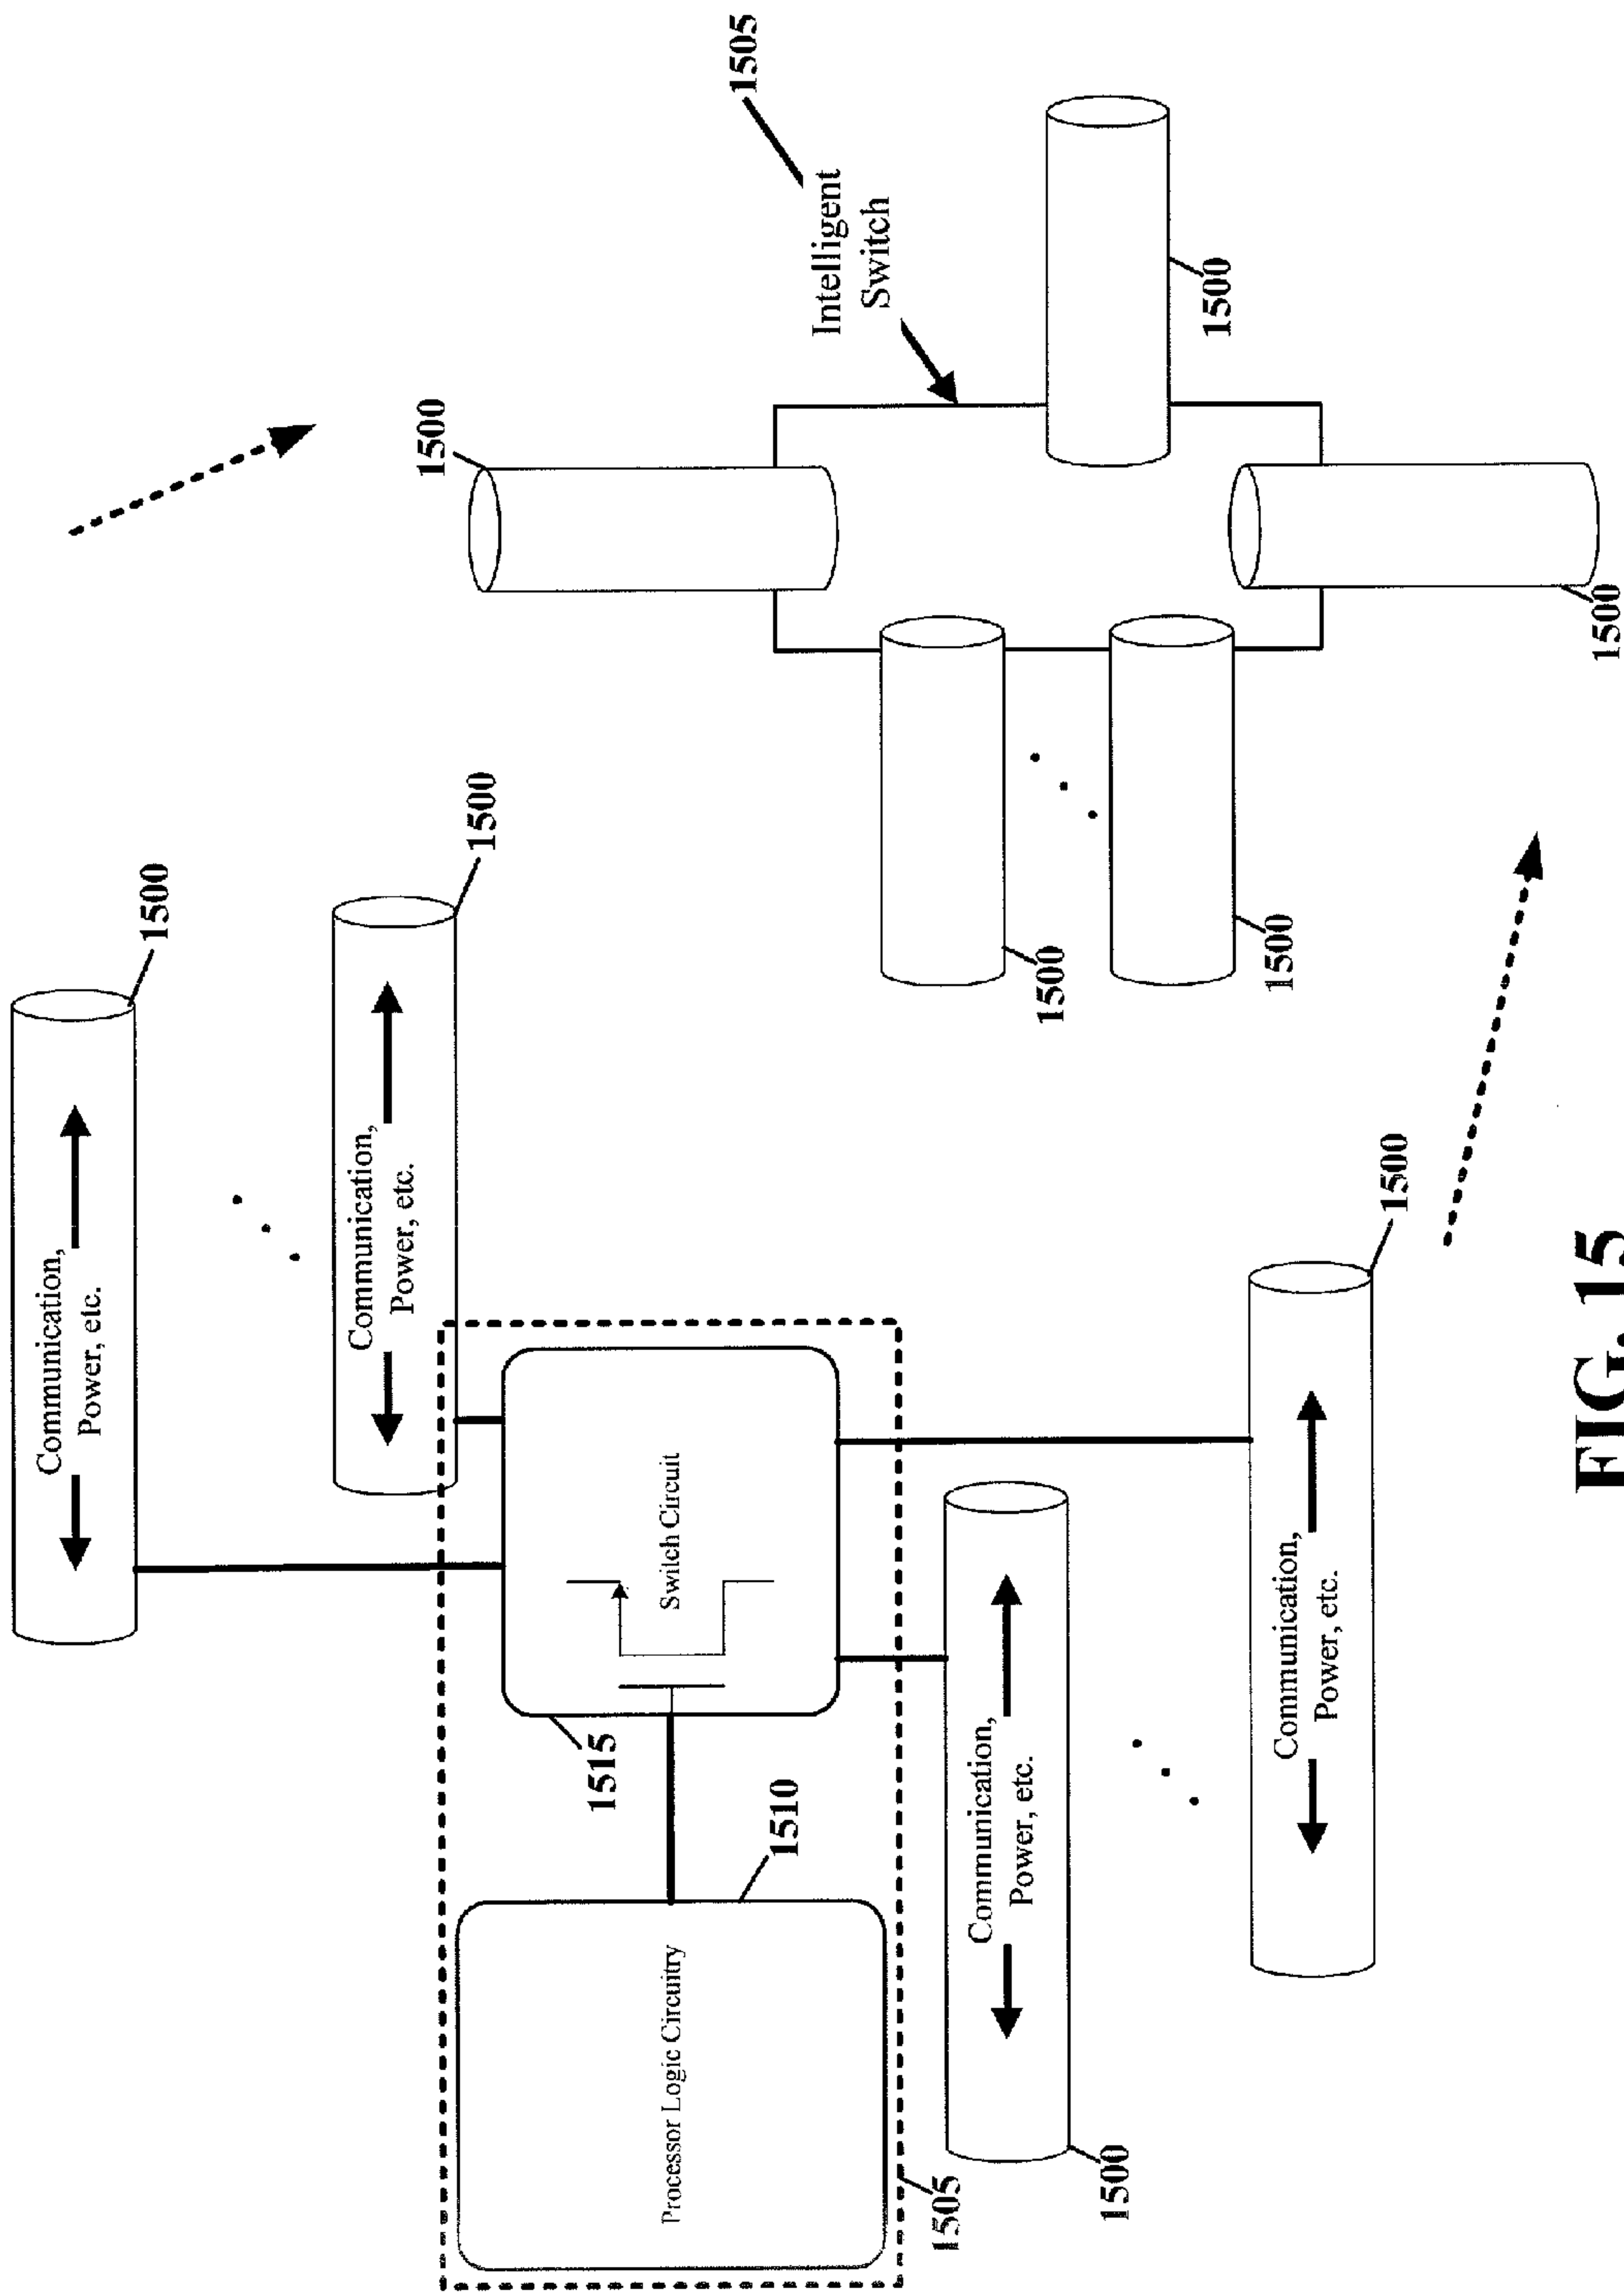 Communication,
Power, etc.
1500
Communication,
Power, etc.
1500
Processor Logic Circuitry
1510
Switch Circuit
1515
1505
Communication,
Power, etc.
1500
Communication,
Power, etc.
1500
1500
Intelligent
Switch
1505
1500
1500
1500
1500
FIG. 15